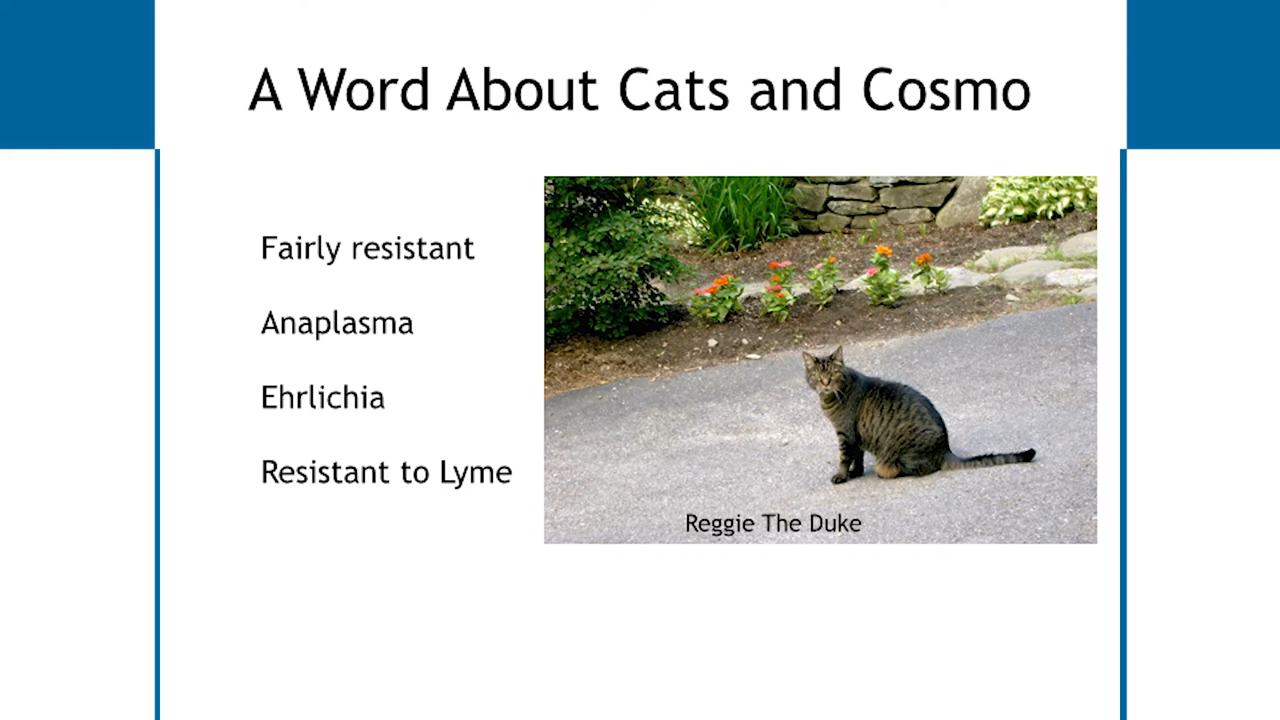 A Word About Cats and Cosmo
Fairly resistant
Anaplasma
Ehrlichia
Resistant to Lyme
Reggie The Duke